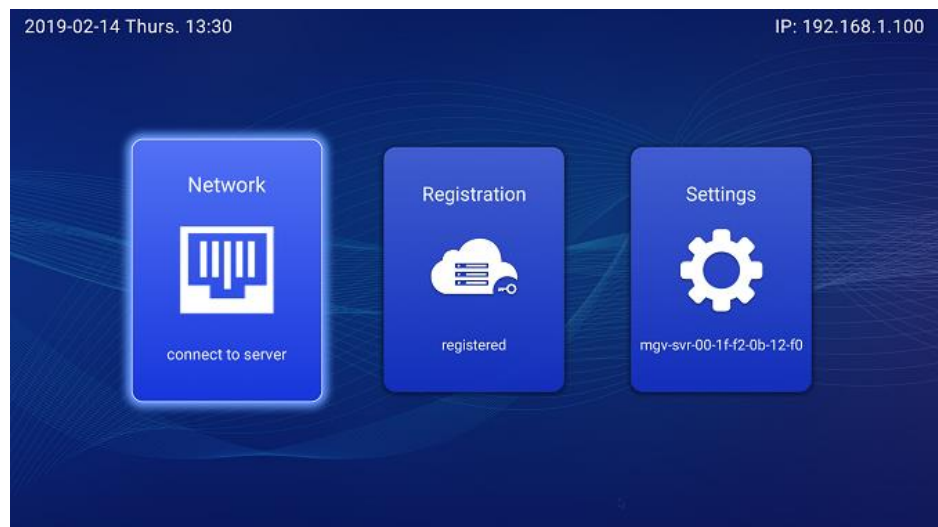 2019-02-14 Thurs. 13:30
IP: 192.168.1.100
Network
connect to server
Registration
registered
Settings
mgv-svr-00-1f-f2-0b-12-f0